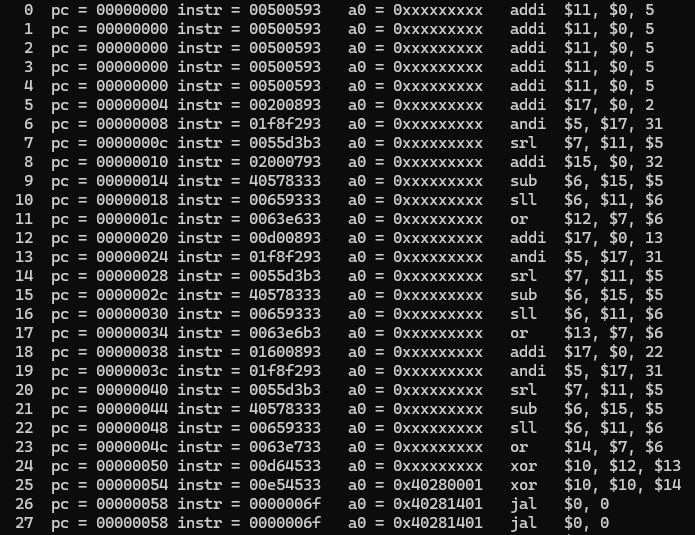 0 pc = 00000000 instr = 00500593 a0 = 0xxxxxxxxx addi $11, $0, 5
1 pc = 00000000 instr = 00500593 a0 = 0xxxxxxxxx addi $11, $0, 5
2 pc = 00000000 instr = 00500593 a0 = 0xxxxxxxxx addi $11, $0, 5
3 pc = 00000000 instr = 00500593 a0 = 0xxxxxxxxx addi $11, $0, 5
4 pc = 00000000 instr = 00500593 a0 = 0xxxxxxxxx addi $11, $0, 5
5 pc = 00000004 instr = 00200893 a0 = 0xxxxxxxxx addi $17, $0, 2
6 pc = 00000008 instr = 01f8f293 a0 = 0xxxxxxxxx andi $5, $17, 31
7 pc = 0000000c instr = 0055d3b3 a0 = 0xxxxxxxxx srl $7, $11, $5
8 pc = 00000010 instr = 02000793 a0 = 0xxxxxxxxx addi $15, $0, 32
9 pc = 00000014 instr = 40578333 a0 = 0xxxxxxxxx sub $6, $15, $5
10 pc = 00000018 instr = 00659333 a0 = 0xxxxxxxxx sll $6, $11, $6
11 pc = 0000001c instr = 0063e633 a0 = 0xxxxxxxxx or $12, $7, $6
12 pc = 00000020 instr = 00d00893 a0 = 0xxxxxxxxx addi $17, $0, 13
13 pc = 00000024 instr = 01f8f293 a0 = 0xxxxxxxxx andi $5, $17, 31
14 pc = 00000028 instr = 0055d3b3 a0 = 0xxxxxxxxx srl $7, $11, $5
15 pc = 0000002c instr = 40578333 a0 = 0xxxxxxxxx sub $6, $15, $5
16 pc = 00000030 instr = 00659333 a0 = 0xxxxxxxxx sll $6, $11, $6
17 pc = 00000034 instr = 0063e6b3 a0 = 0xxxxxxxxx or $13, $7, $6
18 pc = 00000038 instr = 01600893 a0 = 0xxxxxxxxx addi $17, $0, 22
19 pc = 0000003c instr = 01f8f293 a0 = 0xxxxxxxxx andi $5, $17, 31
20 pc = 00000040 instr = 0055d3b3 a0 = 0xxxxxxxxx srl $7, $11, $5
21 pc = 00000044 instr = 40578333 a0 = 0xxxxxxxxx sub $6, $15, $5
22 pc = 00000048 instr = 00659333 a0 = 0xxxxxxxxx sll $6, $11, $6
23 pc = 0000004c instr = 0063e733 a0 = 0xxxxxxxxx or $14, $7, $6
24 pc = 00000050 instr = 00d64533 a0 = 0xxxxxxxxx xor $10, $12, $13
25 pc = 00000054 instr = 00e54533 a0 = 0x40280001 xor $10, $10, $14
26 pc = 00000058 instr = 0000006f a0 = 0x40281401 jal $0, 0
27 pc = 00000058 instr = 0000006f a0 = 0x40281401 jal $0, 0